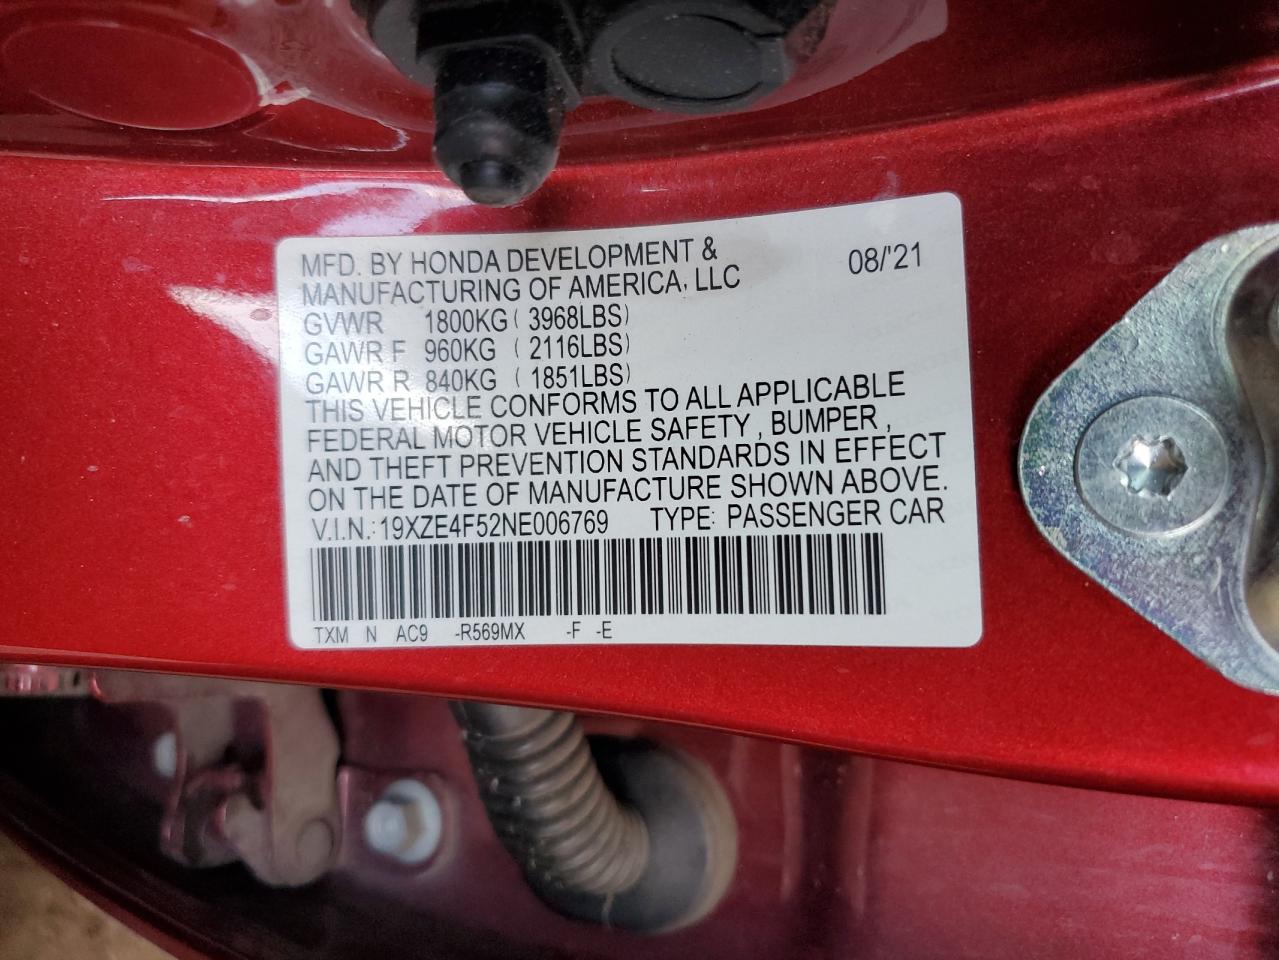 MFD. BY HONDA DEVELOPMENT & 08/'21
MANUFACTURING OF AMERICA, LLC
GVWR 1800KG ( 3968LBS)
GAWR F 960KG ( 2116LBS)
GAWR R 840KG ( 1851LBS)
THIS VEHICLE CONFORMS TO ALL APPLICABLE
FEDERAL MOTOR VEHICLE SAFETY , BUMPER ,
AND THEFT PREVENTION STANDARDS IN EFFECT
ON THE DATE OF MANUFACTURE SHOWN ABOVE.
V.I.N.: 19XZE4F52NE006769 TYPE: PASSENGER CAR
TXM N AC9 -R569MX -F -E